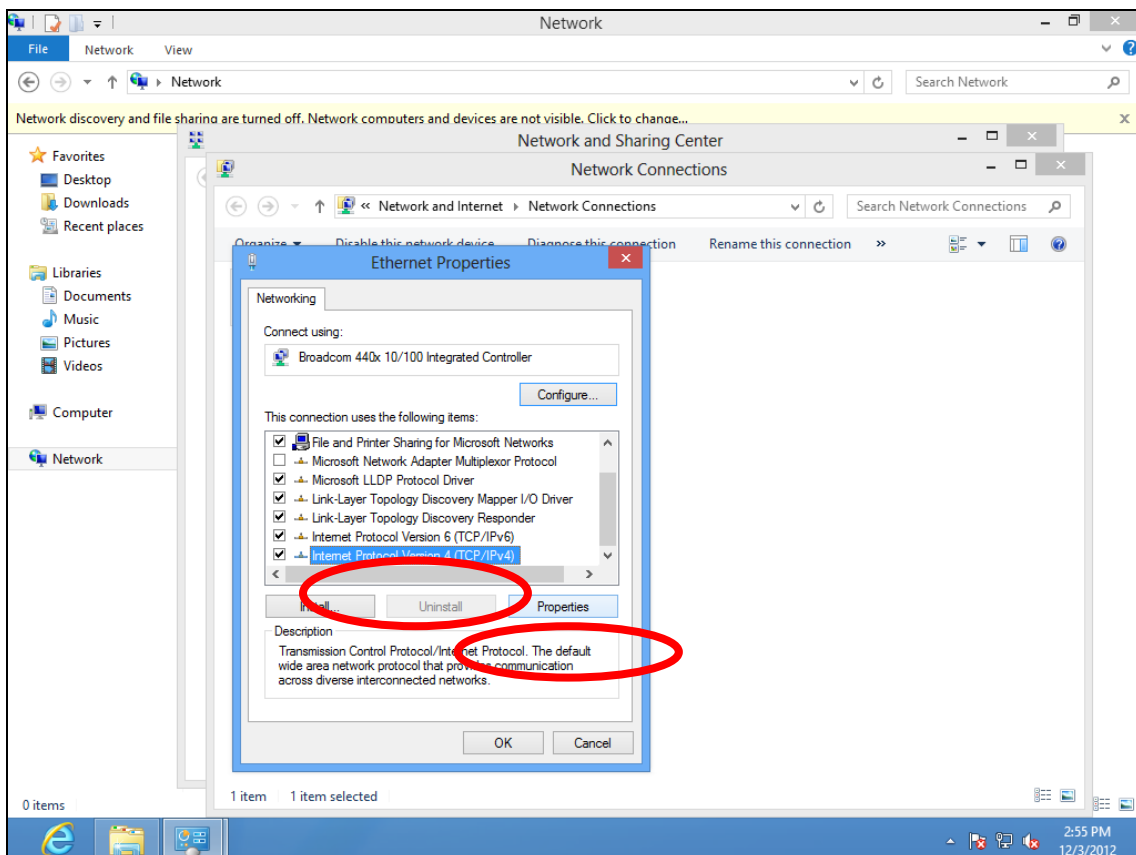 Network
File Network View
Network
Search Network
Network discovery and file sharing are turned off. Network computers and devices are not visible. Click to change...
Network and Sharing Center
Network Connections
« Network and Internet Network Connections
Search Network Connections
Organize Disable this network device Diagnose this connection Rename this connection »
Favorites
Desktop
Downloads
Recent places
Libraries
Documents
Music
Pictures
Videos
Computer
Network
Ethernet Properties
Networking
Connect using:
Broadcom 440x 10/100 Integrated Controller
Configure...
This connection uses the following items:
File and Printer Sharing for Microsoft Networks
Microsoft Network Adapter Multiplexor Protocol
Microsoft LLDP Protocol Driver
Link-Layer Topology Discovery Mapper I/O Driver
Link-Layer Topology Discovery Responder
Internet Protocol Version 6 (TCP/IPv6)
Internet Protocol Version 4 (TCP/IPv4)
Install... Uninstall Properties
Description
Transmission Control Protocol/Internet Protocol. The default
wide area network protocol that provides communication
across diverse interconnected networks.
OK Cancel
1 item 1 item selected
0 items
2:55 PM
12/3/2012